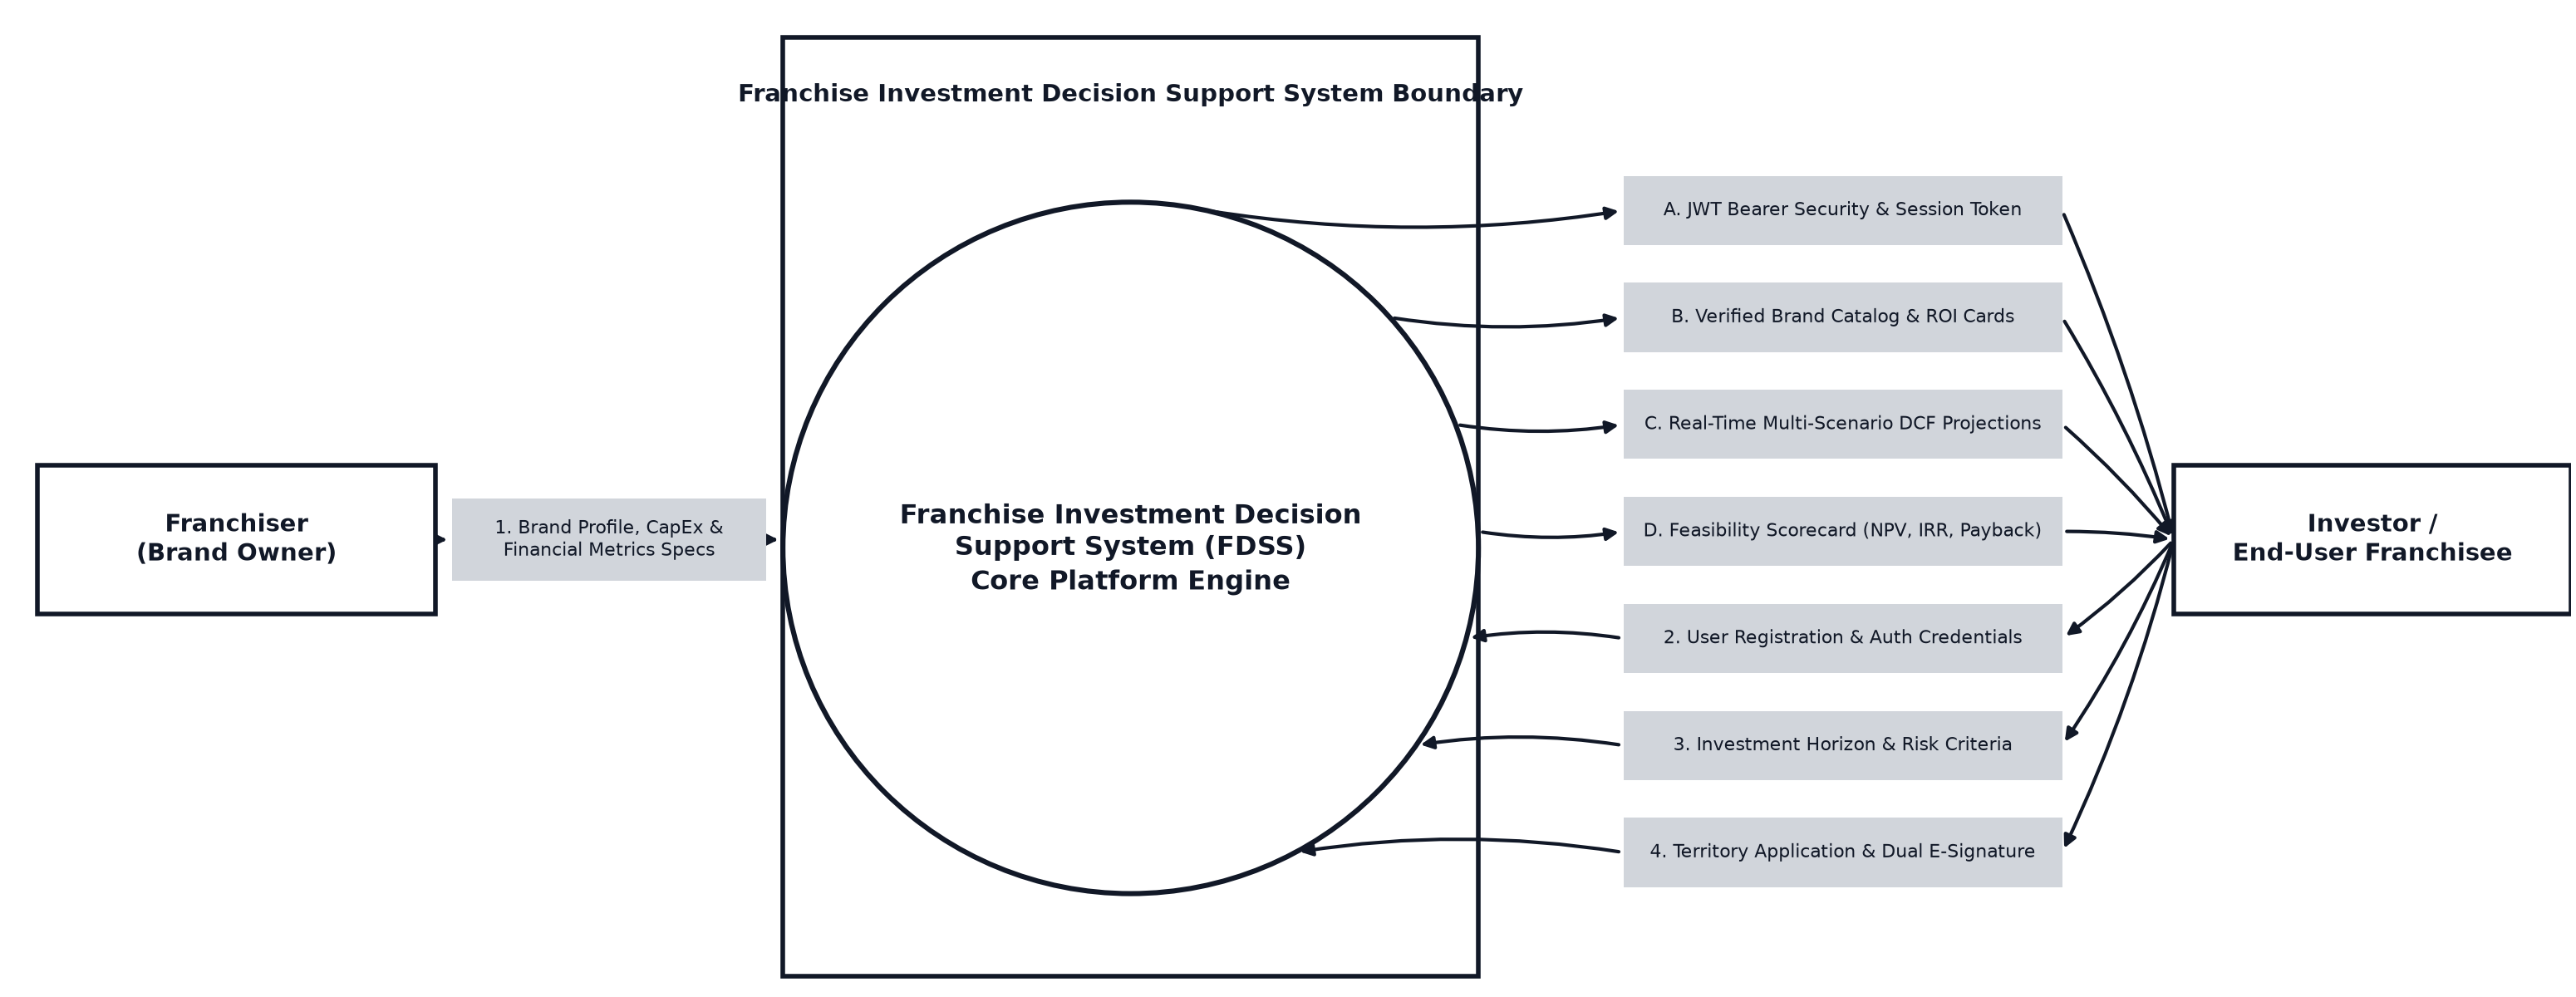 Franchise Investment Decision Support System Boundary
Franchiser
(Brand Owner)
1. Brand Profile, CapEx &
Financial Metrics Specs
Franchise Investment Decision
Support System (FDSS)
Core Platform Engine
A. JWT Bearer Security & Session Token
B. Verified Brand Catalog & ROI Cards
C. Real-Time Multi-Scenario DCF Projections
D. Feasibility Scorecard (NPV, IRR, Payback)
2. User Registration & Auth Credentials
3. Investment Horizon & Risk Criteria
4. Territory Application & Dual E-Signature
Investor /
End-User Franchisee